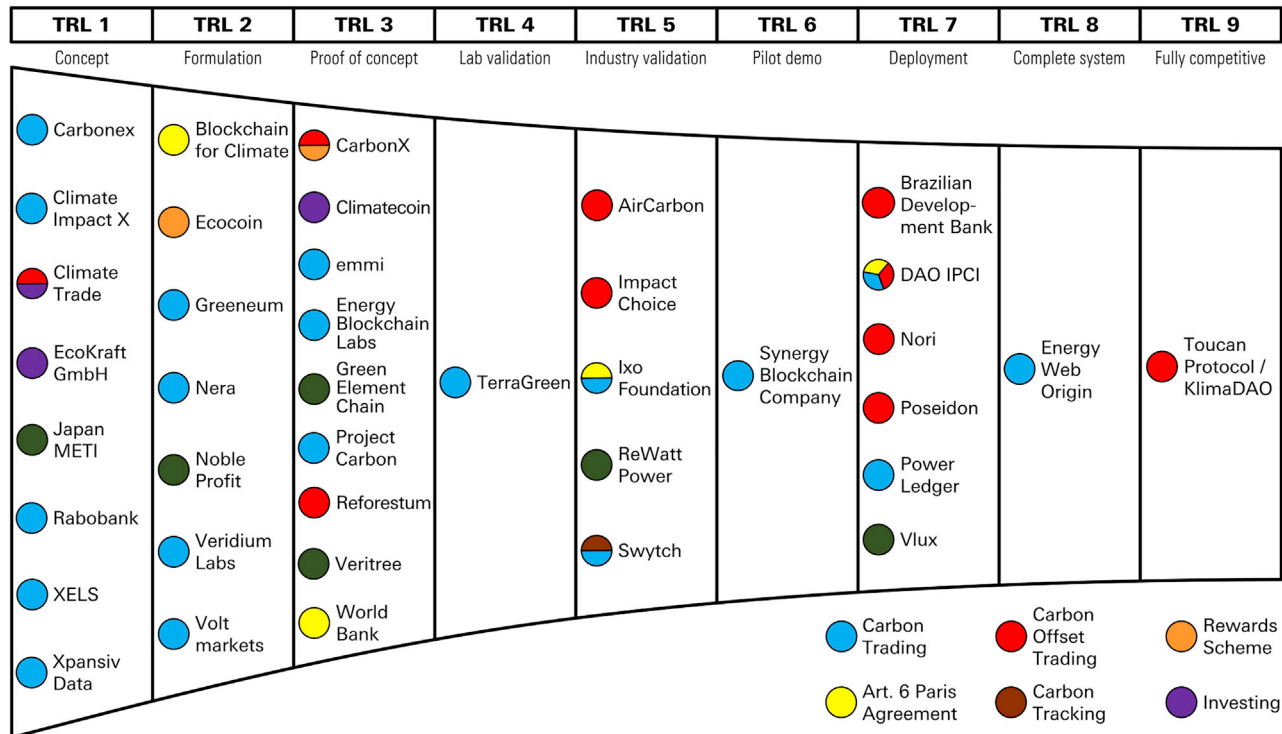 TRL 1
TRL 2
TRL 3
TRL 4
TRL 5
TRL 6
TRL 7
TRL 8
TRL 9
Concept
Formulation
Proof of concept
Lab validation
Industry validation
Pilot demo
Deployment
Complete system
Fully competitive
Carbonex
Climate
Impact X
Climate
Trade
EcoKraft
GmbH
Japan
METI
Rabobank
XELS
Xpansiv
Data
Blockchain
for Climate
Ecocoin
Greeneum
Nera
Noble
Profit
Veridium
Labs
Volt
markets
CarbonX
Climatecoin
emmi
Energy
Blockchain
Labs
Green
Element
Chain
Project
Carbon
Reforestum
Veritree
World
Bank
TerraGreen
AirCarbon
Impact
Choice
Ixo
Foundation
ReWatt
Power
Swytch
Synergy
Blockchain
Company
Brazilian
Develop-
ment Bank
DAO IPCI
Nori
Poseidon
Power
Ledger
Vlux
Energy
Web
Origin
Toucan
Protocol /
KlimaDAO
Carbon
Trading
Carbon
Offset
Trading
Rewards
Scheme
Art. 6 Paris
Agreement
Carbon
Tracking
Investing